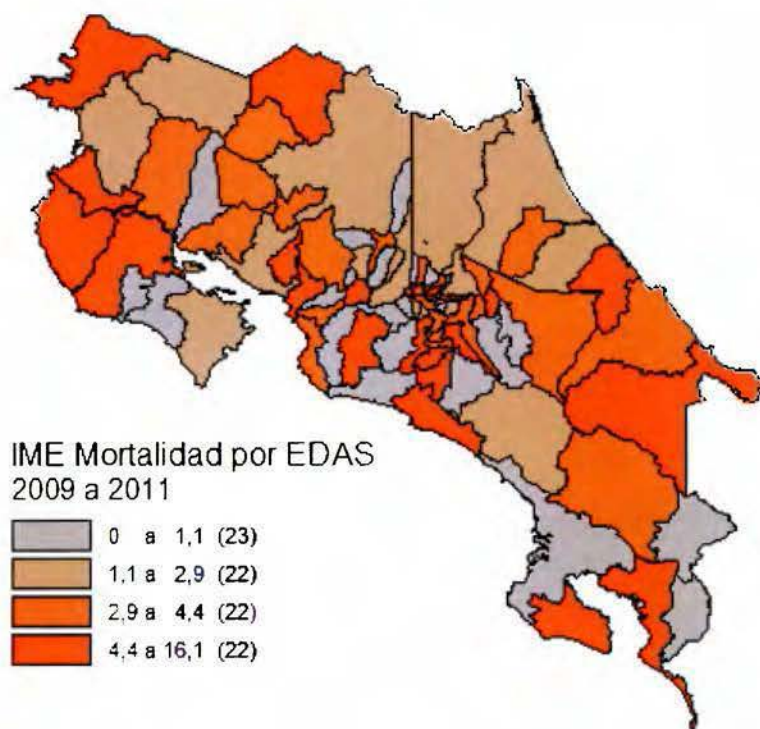 IME Mortalidad por EDAS
2009 a 2011
0 a 1,1 (23)
1,1 a 2,9 (22)
2,9 a 4,4 (22)
4,4 a 16,1 (22)